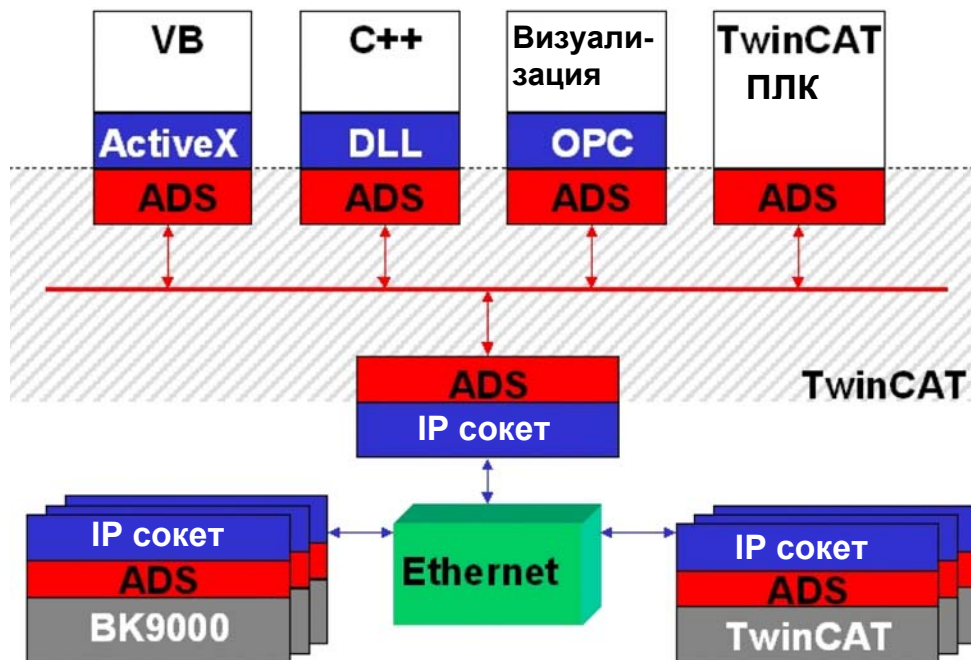 VB
ActiveX
ADS
C++
DLL
ADS
Визуали-
зация
OPC
ADS
TwinCAT
ПЛК
ADS
ADS
IP сокет
TwinCAT
IP сокет
ADS
BK9000
Ethernet
IP сокет
ADS
TwinCAT